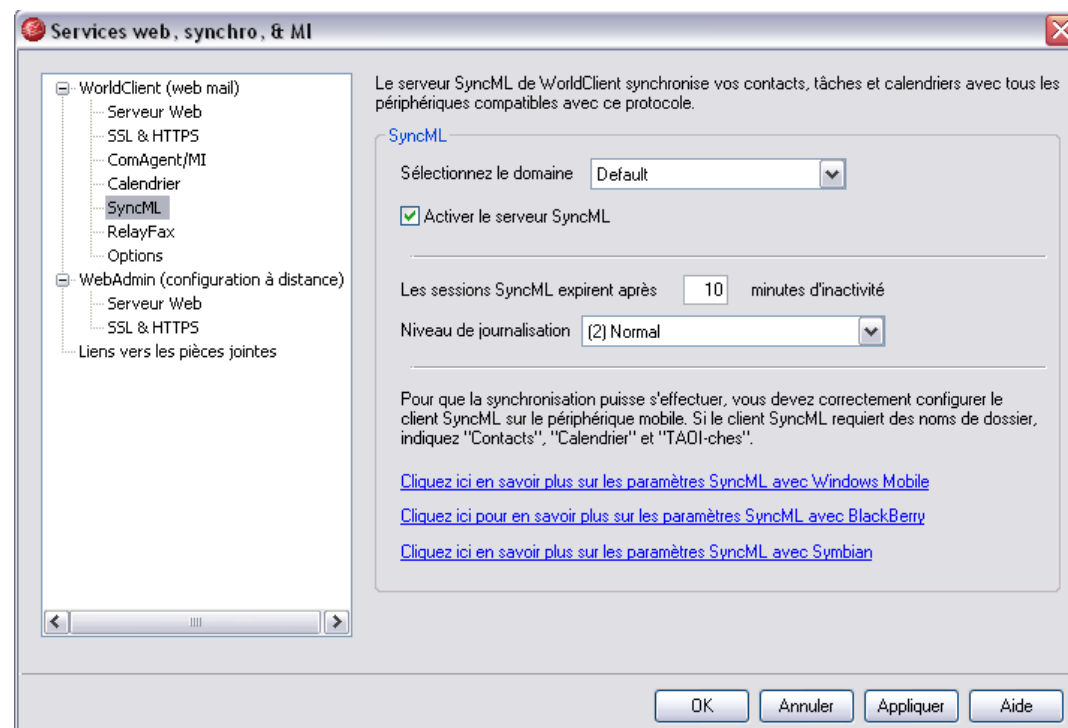 Services web, synchro, & MI
WorldClient (web mail)
Serveur Web
SSL & HTTPS
ComAgent/MI
Calendrier
SyncML
RelayFax
Options
WebAdmin (configuration à distance)
Serveur Web
SSL & HTTPS
Liens vers les pièces jointes
Le serveur SyncML de WorldClient synchronise vos contacts, tâches et calendriers avec tous les
périphériques compatibles avec ce protocole.
SyncML
Sélectionnez le domaine Default
Activer le serveur SyncML
Les sessions SyncML expirent après 10 minutes d'inactivité
Niveau de journalisation (2) Normal
Pour que la synchronisation puisse s'effectuer, vous devez correctement configurer le
client SyncML sur le périphérique mobile. Si le client SyncML requiert des noms de dossier,
indiquez "Contacts", "Calendrier" et "TAOI-ches".
Cliquez ici en savoir plus sur les paramètres SyncML avec Windows Mobile
Cliquez ici pour en savoir plus sur les paramètres SyncML avec BlackBerry
Cliquez ici en savoir plus sur les paramètres SyncML avec Symbian
OK Annuler Appliquer Aide